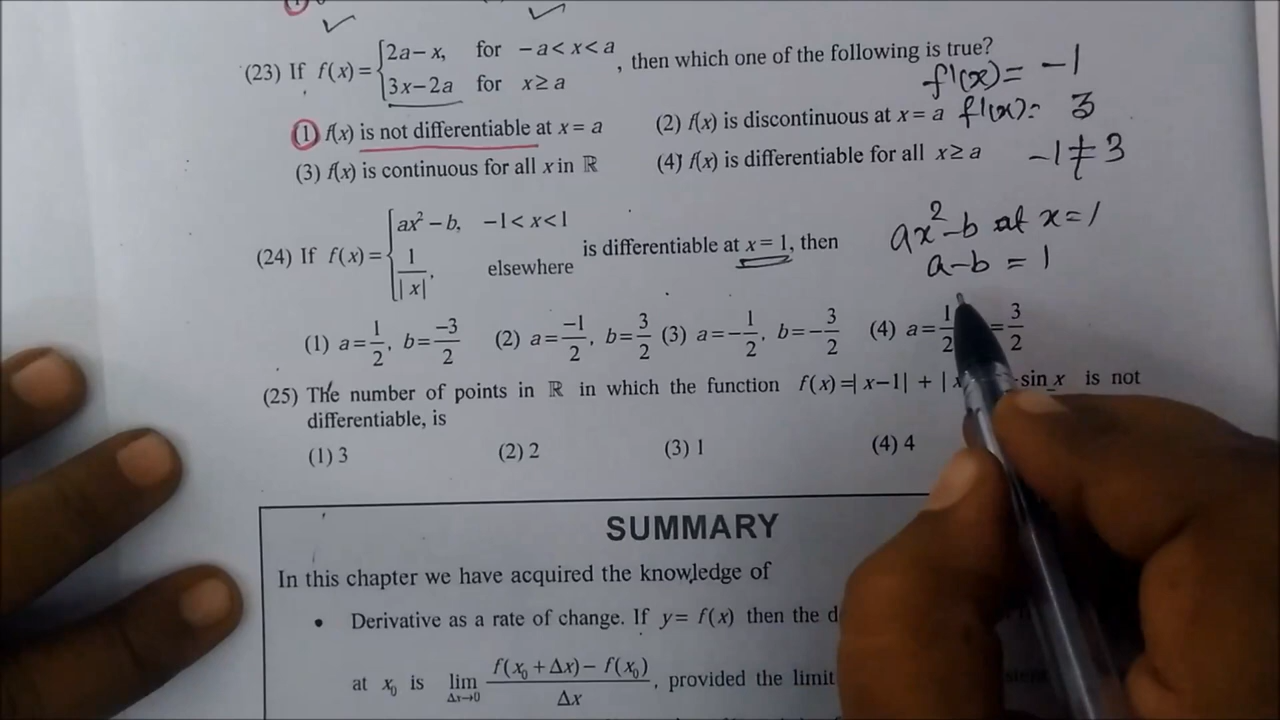 (23) If f(x) = { 2a−x, for −a < x < a
3x−2a for x ≥ a , then which one of the following is true?
f'(x) = −1
(1) f(x) is not differentiable at x = a (2) f(x) is discontinuous at x = a f'(x) = 3
(3) f(x) is continuous for all x in ℝ (4) f(x) is differentiable for all x ≥ a −1 ≠ 3
(24) If f(x) = { ax² − b, −1 < x < 1
1/|x|, elsewhere is differentiable at x = 1, then
ax² − b at x = 1
a − b = 1
(1) a = 1/2, b = −3/2 (2) a = −1/2, b = 3/2 (3) a = −1/2, b = −3/2 (4) a = 1/2 = 3/2
(25) The number of points in ℝ in which the function f(x) = |x−1| + |x sin x is not
differentiable, is
(1) 3 (2) 2 (3) 1 (4) 4
SUMMARY
In this chapter we have acquired the knowledge of
• Derivative as a rate of change. If y = f(x) then the
at x₀ is lim Δx→0 f(x₀ + Δx) − f(x₀) / Δx , provided the limit